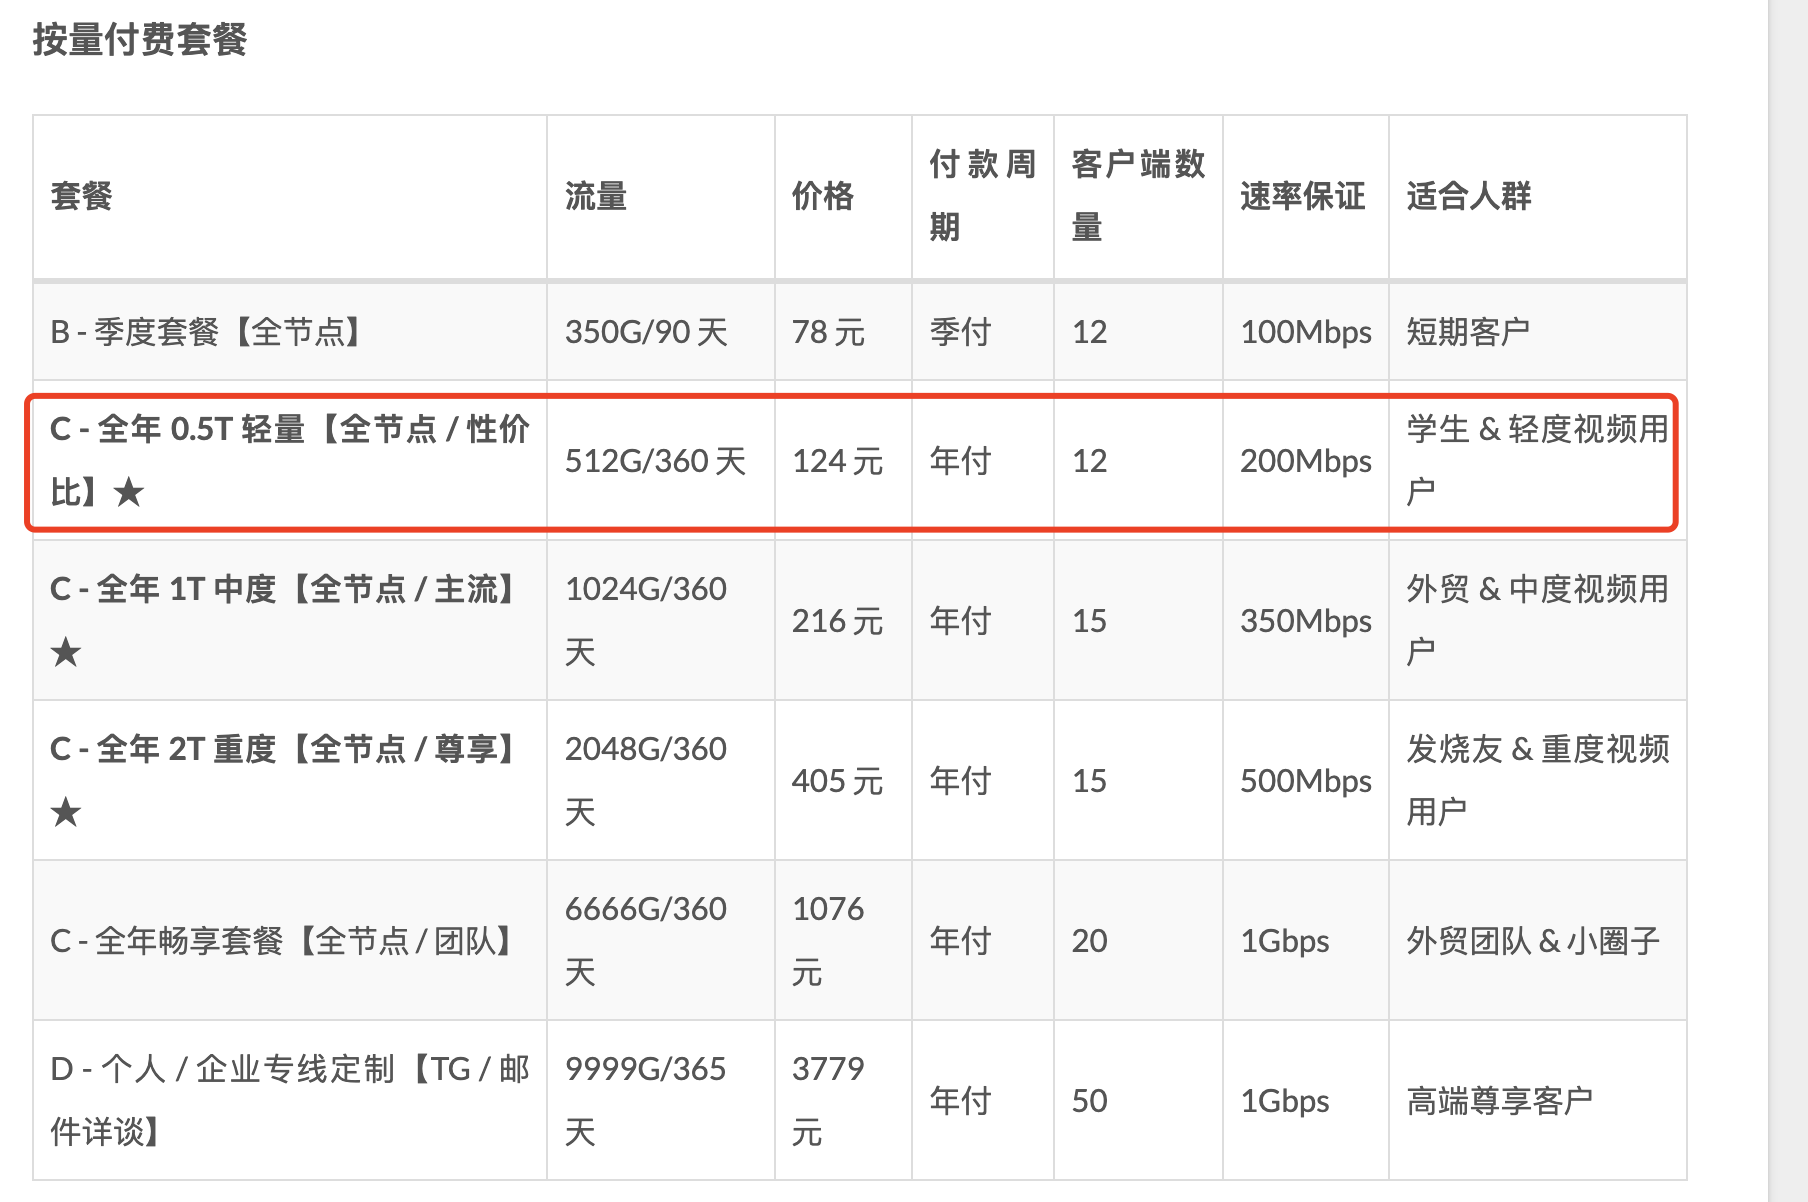 按量付费套餐
套餐
流量
价格
付款周
期
客户端数
量
速率保证
适合人群
B - 季度套餐【全节点】
350G/90 天
78 元
季付
12
100Mbps
短期客户
C - 全年 0.5T 轻量【全节点 / 性价
比】★
512G/360 天
124 元
年付
12
200Mbps
学生 & 轻度视频用
户
C - 全年 1T 中度【全节点 / 主流】
★
1024G/360
天
216 元
年付
15
350Mbps
外贸 & 中度视频用
户
C - 全年 2T 重度【全节点 / 尊享】
★
2048G/360
天
405 元
年付
15
500Mbps
发烧友 & 重度视频
用户
C - 全年畅享套餐【全节点 / 团队】
6666G/360
天
1076
元
年付
20
1Gbps
外贸团队 & 小圈子
D - 个人 / 企业专线定制【TG / 邮
件详谈】
9999G/365
天
3779
元
年付
50
1Gbps
高端尊享客户